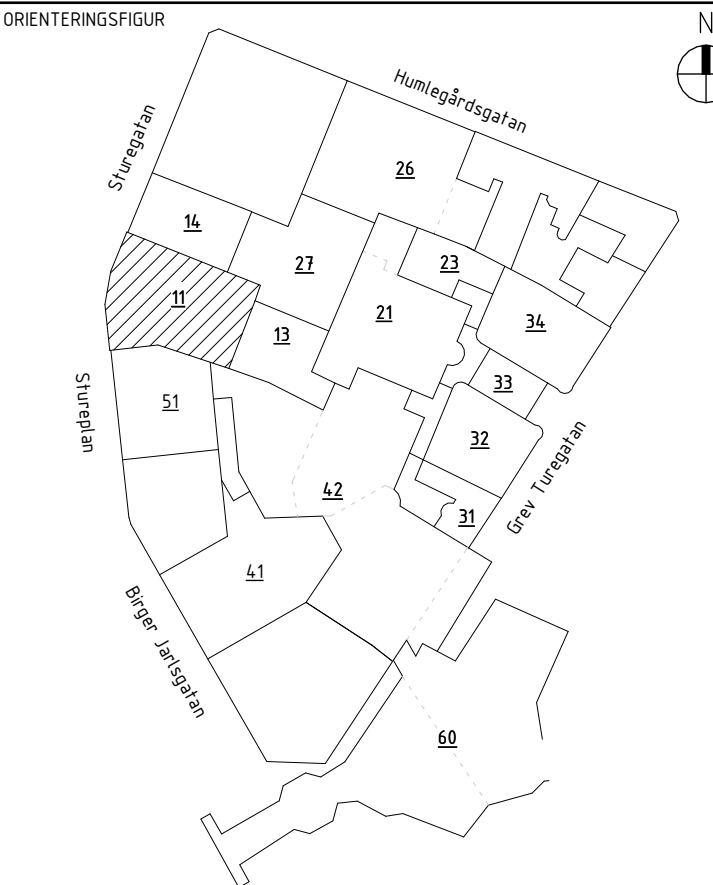 ORIENTERINGSFIGUR
N
Humlegårdsgatan
Sturegatan
26
14
27
23
11
21
34
13
33
51
Stureplan
32
42
31
Grev Turegatan
41
Birger Jarlsgatan
60